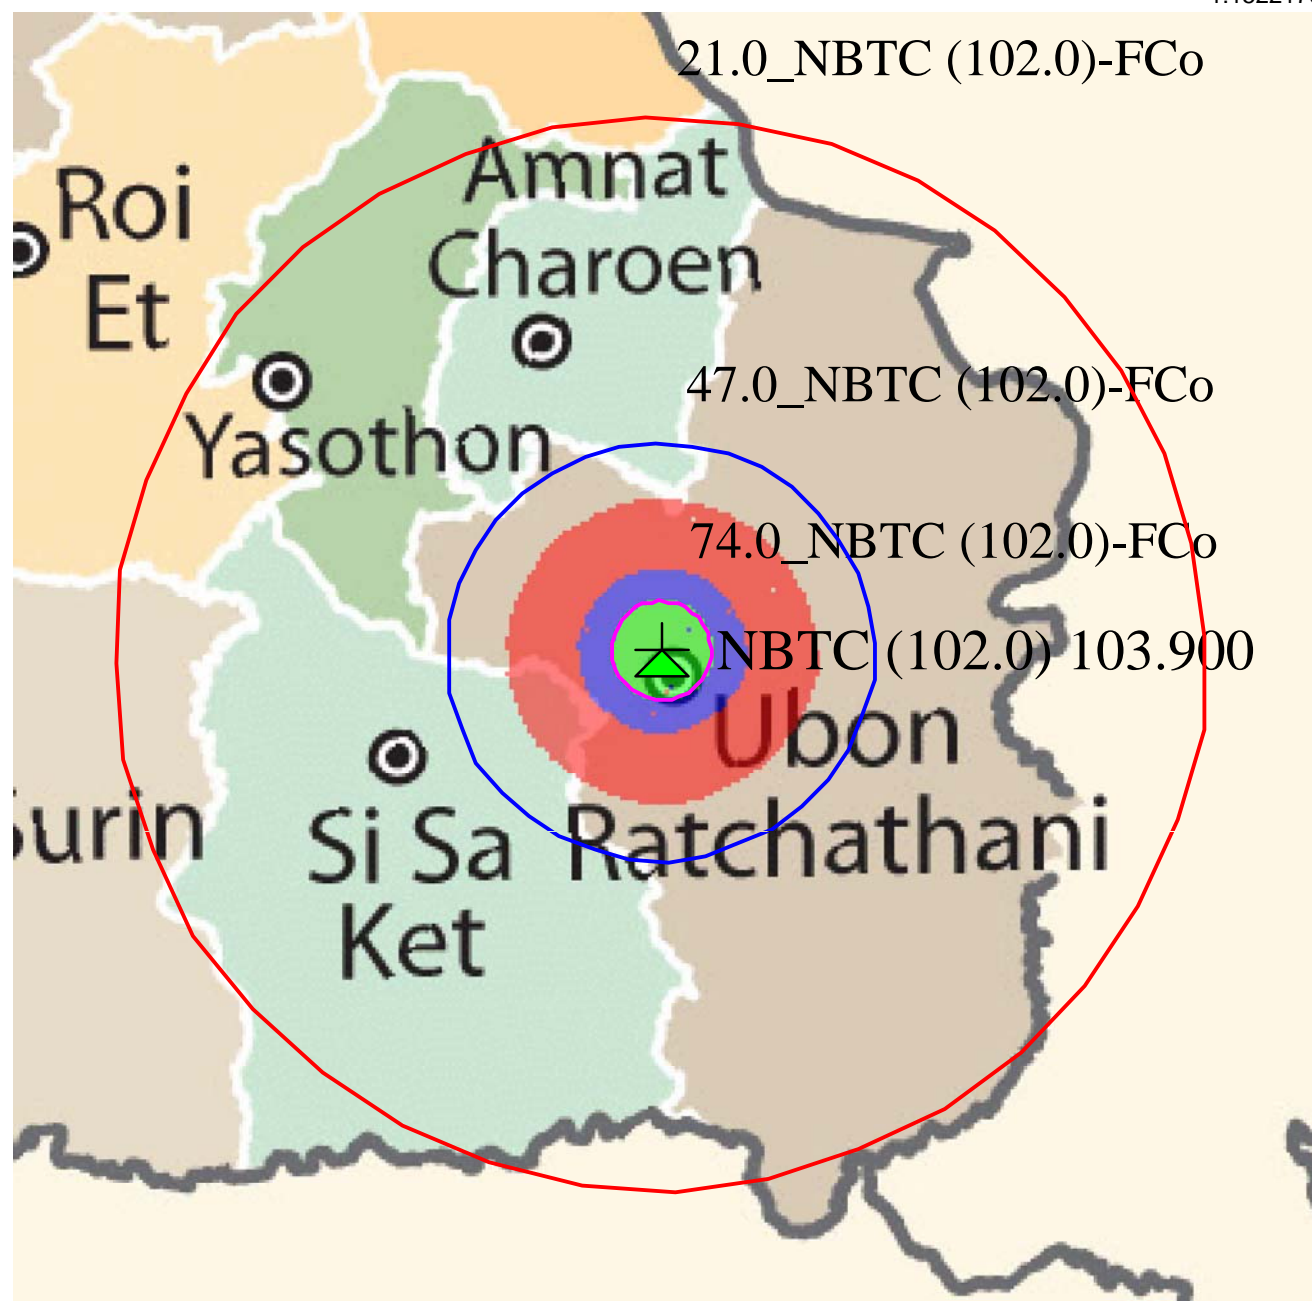 21.0_NBTC (102.0)-FCo
Amnat
Charoen
Roi
Et
47.0_NBTC (102.0)-FCo
Yasothon
74.0_NBTC (102.0)-FCo
NBTC (102.0) 103.900
Ubon
Ratchathani
Si Sa
Ket